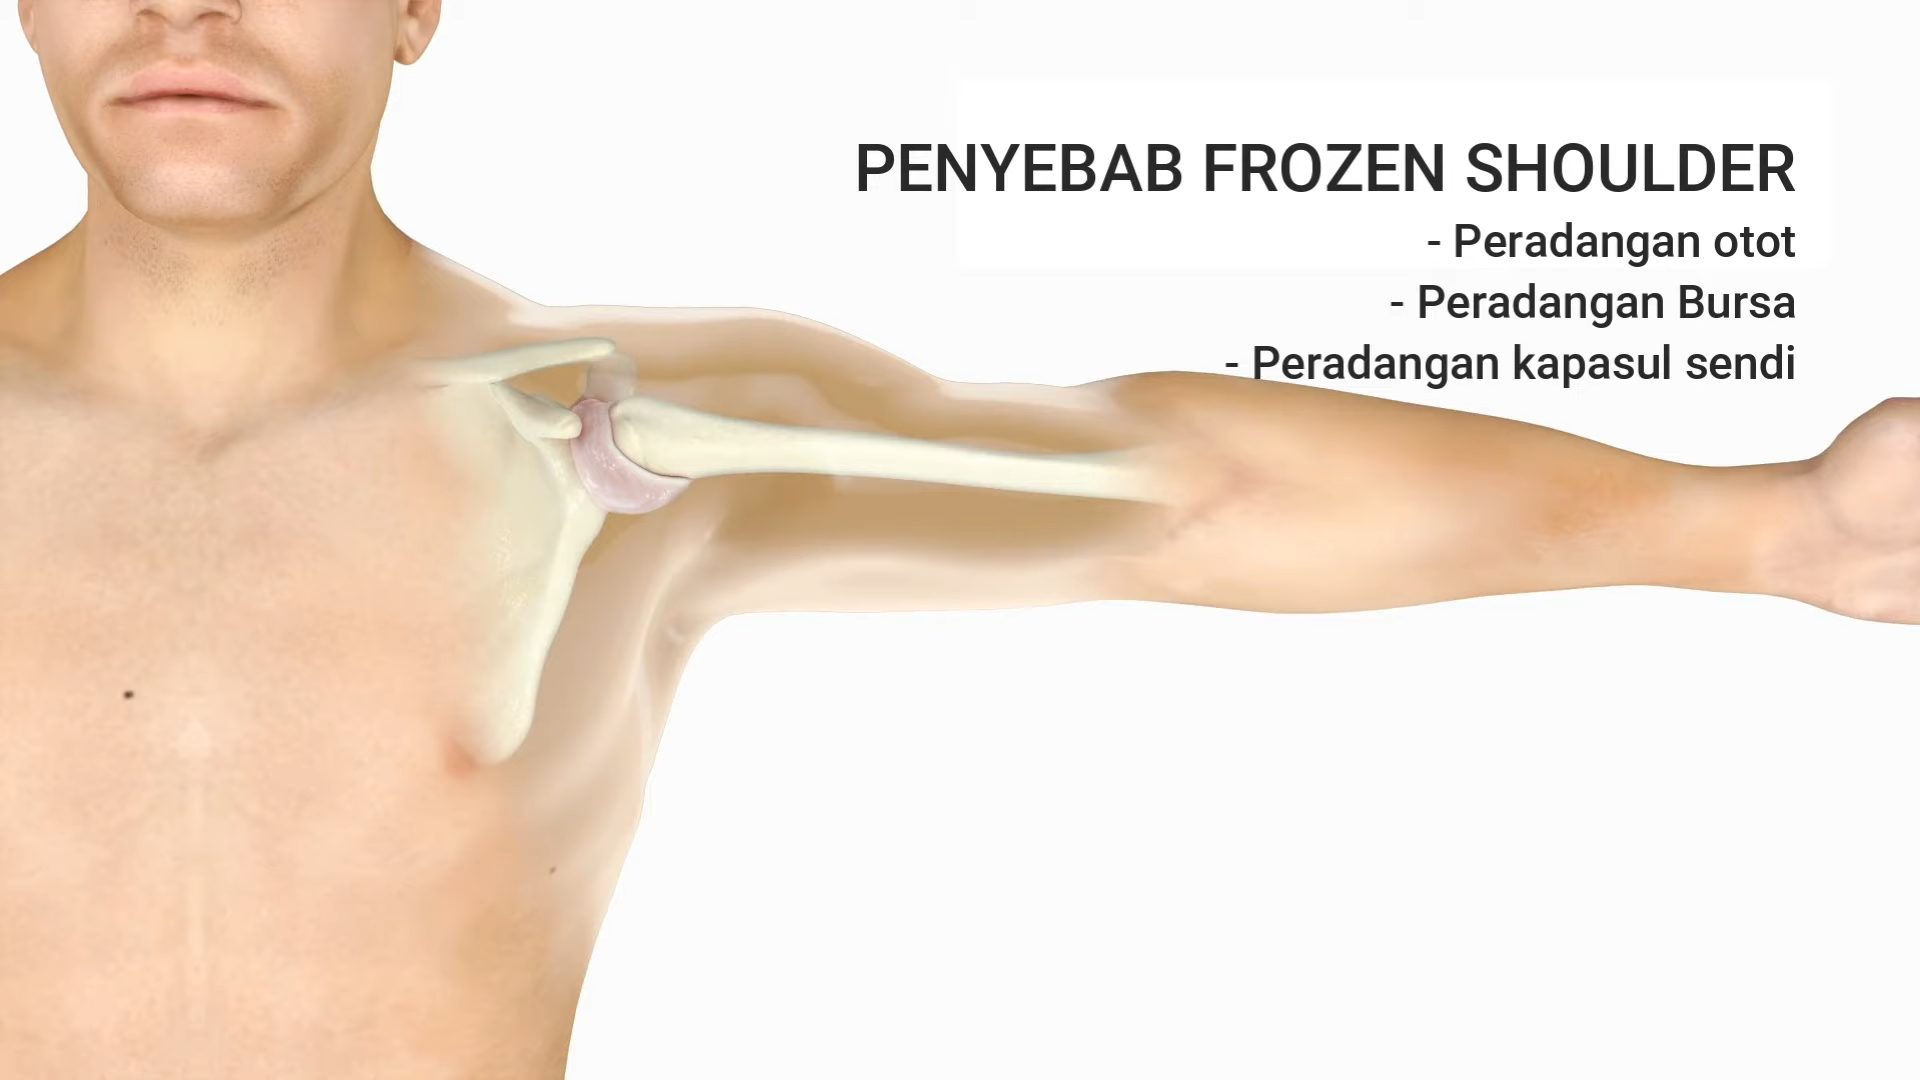 PENYEBAB FROZEN SHOULDER
- Peradangan otot
- Peradangan Bursa
- Peradangan kapasul sendi